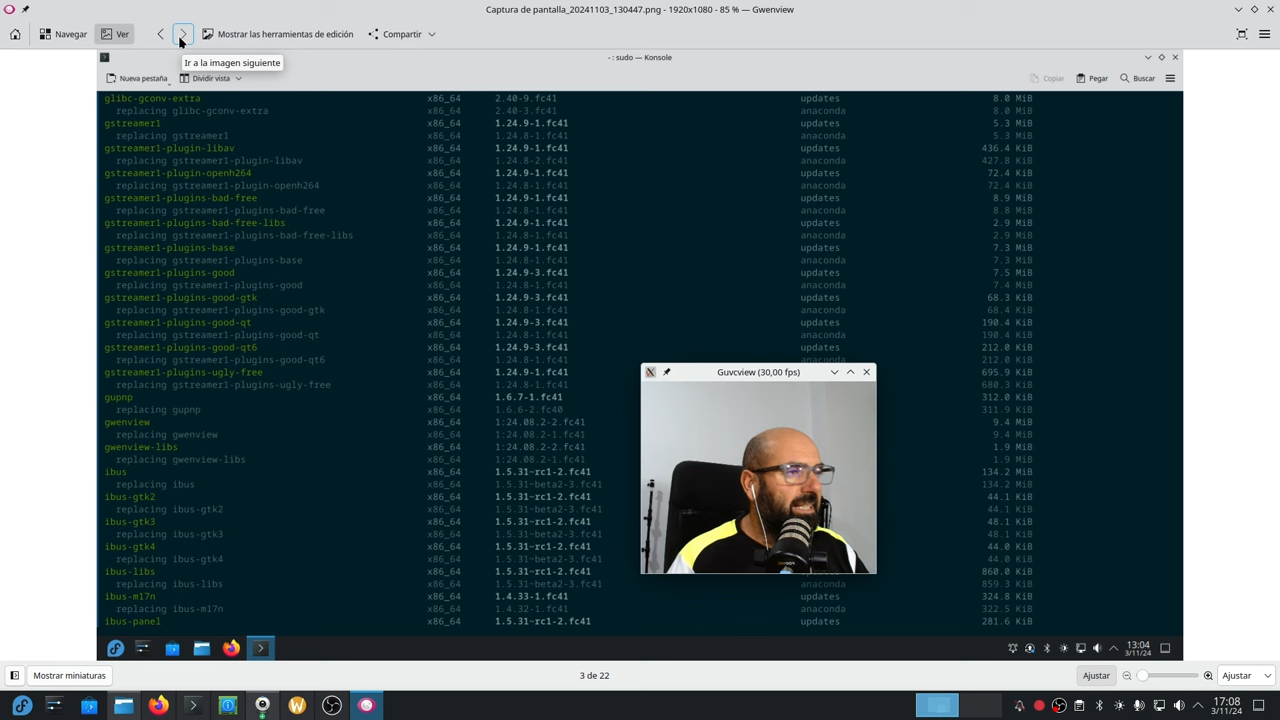 Captura de pantalla_20241103_130447.png - 1920x1080 - 85 % — Gwenview
Navegar Ver Mostrar las herramientas de edición Compartir
Ir a la imagen siguiente
- : sudo — Konsole
Nueva pestaña Dividir vista Copiar Pegar Buscar
glibc-gconv-extra x86_64 2.40-9.fc41 updates 8.0 MiB
replacing glibc-gconv-extra x86_64 2.40-3.fc41 anaconda 8.0 MiB
gstreamer1 x86_64 1.24.9-1.fc41 updates 5.3 MiB
replacing gstreamer1 x86_64 1.24.8-1.fc41 anaconda 5.3 MiB
gstreamer1-plugin-libav x86_64 1.24.9-1.fc41 updates 436.4 KiB
replacing gstreamer1-plugin-libav x86_64 1.24.8-2.fc41 anaconda 427.8 KiB
gstreamer1-plugin-openh264 x86_64 1.24.9-1.fc41 updates 72.4 KiB
replacing gstreamer1-plugin-openh264 x86_64 1.24.8-1.fc41 anaconda 72.4 KiB
gstreamer1-plugins-bad-free x86_64 1.24.9-1.fc41 updates 8.9 MiB
replacing gstreamer1-plugins-bad-free x86_64 1.24.8-1.fc41 anaconda 8.8 MiB
gstreamer1-plugins-bad-free-libs x86_64 1.24.9-1.fc41 updates 2.9 MiB
replacing gstreamer1-plugins-bad-free-libs x86_64 1.24.8-1.fc41 anaconda 2.9 MiB
gstreamer1-plugins-base x86_64 1.24.9-1.fc41 updates 7.3 MiB
replacing gstreamer1-plugins-base x86_64 1.24.8-1.fc41 anaconda 7.3 MiB
gstreamer1-plugins-good x86_64 1.24.9-3.fc41 updates 7.5 MiB
replacing gstreamer1-plugins-good x86_64 1.24.8-1.fc41 anaconda 7.4 MiB
gstreamer1-plugins-good-gtk x86_64 1.24.9-3.fc41 updates 68.3 KiB
replacing gstreamer1-plugins-good-gtk x86_64 1.24.8-1.fc41 anaconda 68.4 KiB
gstreamer1-plugins-good-qt x86_64 1.24.9-3.fc41 updates 190.4 KiB
replacing gstreamer1-plugins-good-qt x86_64 1.24.8-1.fc41 anaconda 190.4 KiB
gstreamer1-plugins-good-qt6 x86_64 1.24.9-3.fc41 updates 212.0 KiB
replacing gstreamer1-plugins-good-qt6 x86_64 1.24.8-1.fc41 anaconda 212.0 KiB
gstreamer1-plugins-ugly-free x86_64 1.24.9-1.fc41 695.9 KiB
replacing gstreamer1-plugins-ugly-free x86_64 1.24.8-1.fc41 680.3 KiB
Guvcview (30,00 fps)
gupnp x86_64 1.6.7-1.fc41 312.0 KiB
replacing gupnp x86_64 1.6.6-2.fc40 311.9 KiB
gwenview x86_64 1:24.08.2-2.fc41 9.4 MiB
replacing gwenview x86_64 1:24.08.2-1.fc41 9.4 MiB
gwenview-libs x86_64 1:24.08.2-2.fc41 1.9 MiB
replacing gwenview-libs x86_64 1:24.08.2-1.fc41 1.9 MiB
ibus x86_64 1.5.31~rc1-2.fc41 134.2 MiB
replacing ibus x86_64 1.5.31~beta2-3.fc41 134.2 MiB
ibus-gtk2 x86_64 1.5.31~rc1-2.fc41 44.1 KiB
replacing ibus-gtk2 x86_64 1.5.31~beta2-3.fc41 44.1 KiB
ibus-gtk3 x86_64 1.5.31~rc1-2.fc41 48.1 KiB
replacing ibus-gtk3 x86_64 1.5.31~beta2-3.fc41 48.1 KiB
ibus-gtk4 x86_64 1.5.31~rc1-2.fc41 44.0 KiB
replacing ibus-gtk4 x86_64 1.5.31~beta2-3.fc41 44.0 KiB
ibus-libs x86_64 1.5.31~rc1-2.fc41 860.0 KiB
replacing ibus-libs x86_64 1.5.31~beta2-3.fc41 anaconda 859.3 KiB
ibus-m17n x86_64 1.4.33-1.fc41 updates 324.8 KiB
replacing ibus-m17n x86_64 1.4.32-1.fc41 anaconda 322.5 KiB
ibus-panel x86_64 1.5.31~rc1-2.fc41 updates 281.6 KiB
13:04
3/11/24
Mostrar miniaturas 3 de 22 Ajustar Ajustar
17:08
3/11/24